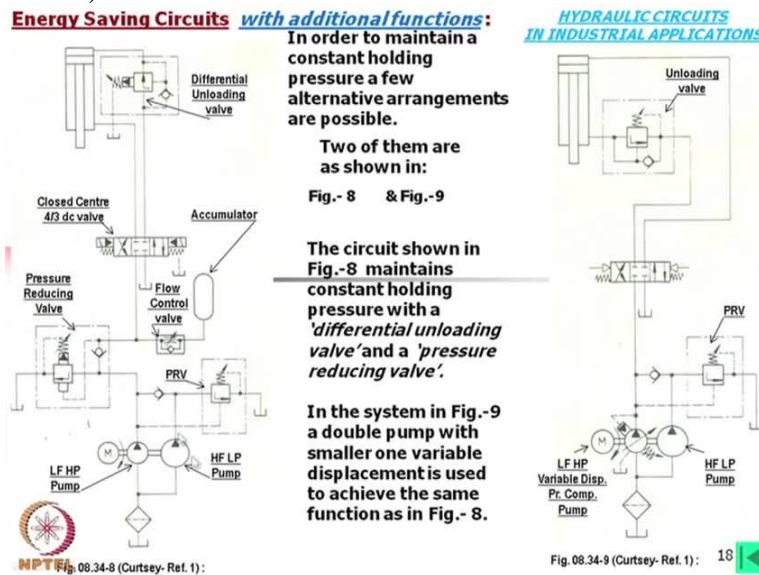 Energy Saving Circuits with additional functions:
HYDRAULIC CIRCUITS
IN INDUSTRIAL APPLICATIONS
In order to maintain a
constant holding
pressure a few
alternative arrangements
are possible.
Two of them are
as shown in:
Fig.- 8 & Fig.-9
The circuit shown in
Fig.-8 maintains
constant holding
pressure with a
'differential unloading
valve' and a 'pressure
reducing valve'.
In the system in Fig.-9
a double pump with
smaller one variable
displacement is used
to achieve the same
function as in Fig.- 8.
Differential
Unloading
valve
Closed Centre
4/3 dc valve
Accumulator
Pressure
Reducing
Valve
Flow
Control
valve
PRV
M
LF HP
Pump
HF LP
Pump
NPTEL
Fig. 08.34-8 (Curtsey- Ref. 1) :
Unloading
valve
PRV
M
LF HP
Variable Disp.
Pr. Comp.
Pump
HF LP
Pump
Fig. 08.34-9 (Curtsey- Ref. 1) :
18